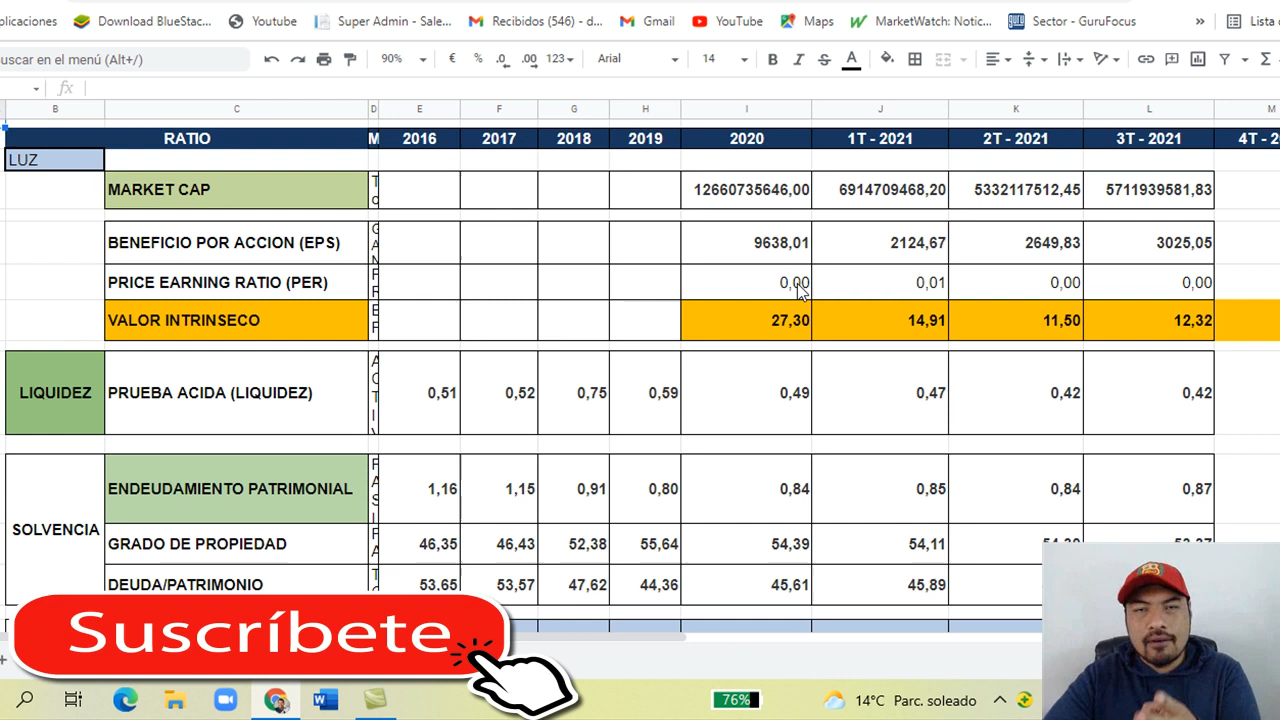 plicaciones Download BlueStac... Youtube Super Admin - Sale... Recibidos (546) - d... Gmail YouTube Maps MarketWatch: Notic... Sector - GuruFocus » Lista
uscar en el menú (Alt+/) 90% € % .0 .00 123 Arial 14 B I S A Σ
fx
B C D E F G H I J K L M
RATIO M 2016 2017 2018 2019 2020 1T - 2021 2T - 2021 3T - 2021 4T - 2
LUZ
MARKET CAP 12660735646,00 6914709468,20 5332117512,45 5711939581,83
BENEFICIO POR ACCION (EPS) 9638,01 2124,67 2649,83 3025,05
PRICE EARNING RATIO (PER) 0,00 0,01 0,00 0,00
VALOR INTRINSECO 27,30 14,91 11,50 12,32
LIQUIDEZ PRUEBA ACIDA (LIQUIDEZ) 0,51 0,52 0,75 0,59 0,49 0,47 0,42 0,42
ENDEUDAMIENTO PATRIMONIAL 1,16 1,15 0,91 0,80 0,84 0,85 0,84 0,87
SOLVENCIA
GRADO DE PROPIEDAD 46,35 46,43 52,38 55,64 54,39 54,11
DEUDA/PATRIMONIO 53,65 53,57 47,62 44,36 45,61 45,89
Suscríbete
76% 14°C Parc. soleado